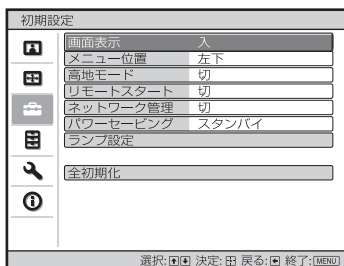 初期設定
画面表示 入
メニュー位置 左下
高地モード 切
リモートスタート 切
ネットワーク管理 切
パワーセービング スタンバイ
ランプ設定
全初期化
選択: 決定: 戻る: 終了:MENU